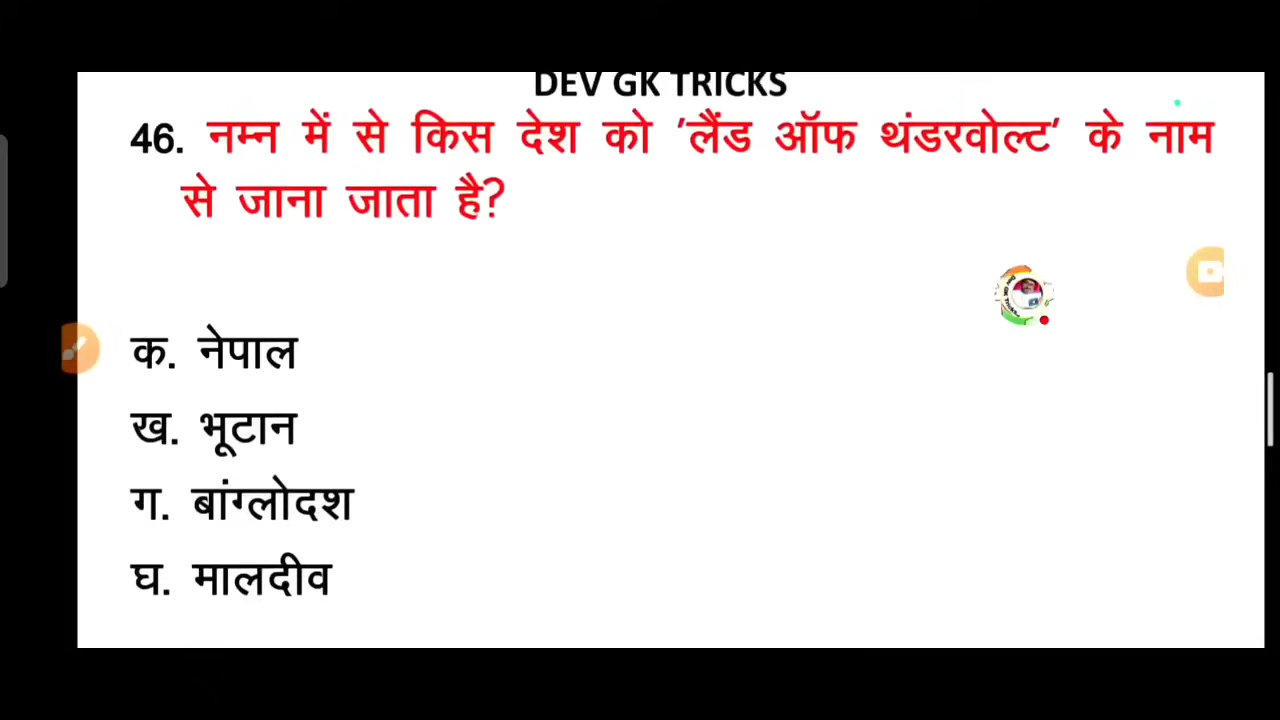 DEV GK TRICKS
46. नम्न में से किस देश को ‘लैंड ऑफ थंडरवोल्ट’ के नाम
से जाना जाता है?
क. नेपाल
ख. भूटान
ग. बांग्लोदश
घ. मालदीव